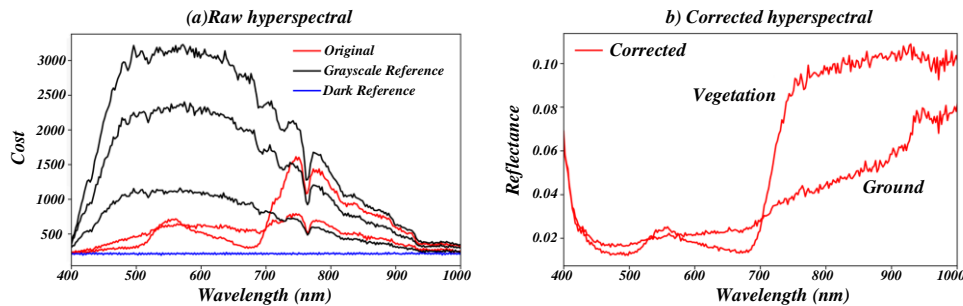 (a)Raw hyperspectral
Cost
3000
2500
2000
1500
1000
500
Original
Grayscale Reference
Dark Reference
400
500
600
700
800
900
1000
Wavelength (nm)
b) Corrected hyperspectral
Reflectance
0.10
0.08
0.06
0.04
0.02
Corrected
Vegetation
Ground
400
500
600
700
800
900
1000
Wavelength (nm)